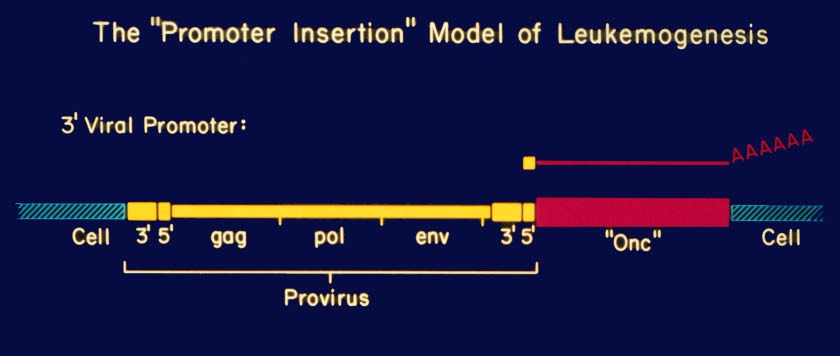 The "Promoter Insertion" Model of Leukemogenesis
3' Viral Promoter:
AAAAAA
Cell 3' 5' gag pol env 3' 5' "Onc" Cell
Provirus